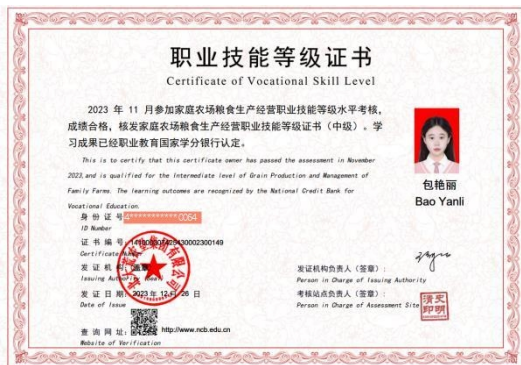 职业技能等级证书
Certificate of Vocational Skill Level
2023 年 11 月参加家庭农场粮食生产经营职业技能等级水平考核，
成绩合格，核发家庭农场粮食生产经营职业技能等级证书（中级）。学
习成果已经职业教育国家学分银行认定。
This is to certify that this certificate owner has passed the assessment in November
2023,and is qualified for the Intermediate level of Grain Production and Management of
Family Farms. The learning outcomes are recognized by the National Credit Bank for
Vocational Education.
包艳丽
Bao Yanli
身 份 证 号 4************0064
ID Number
证 书 编 号
Certificate Number
发 证 机 构
Issuing Authority
发证机构负责人（签章）：
Person in Charge of Issuing Authority
发 证 日 期 2023 年 12月 26 日
Date of Issue
考核站点负责人（签章）：
Person in Charge of Assessment Site
查 询 网 址： http://www.ncb.edu.cn
Website of Verification